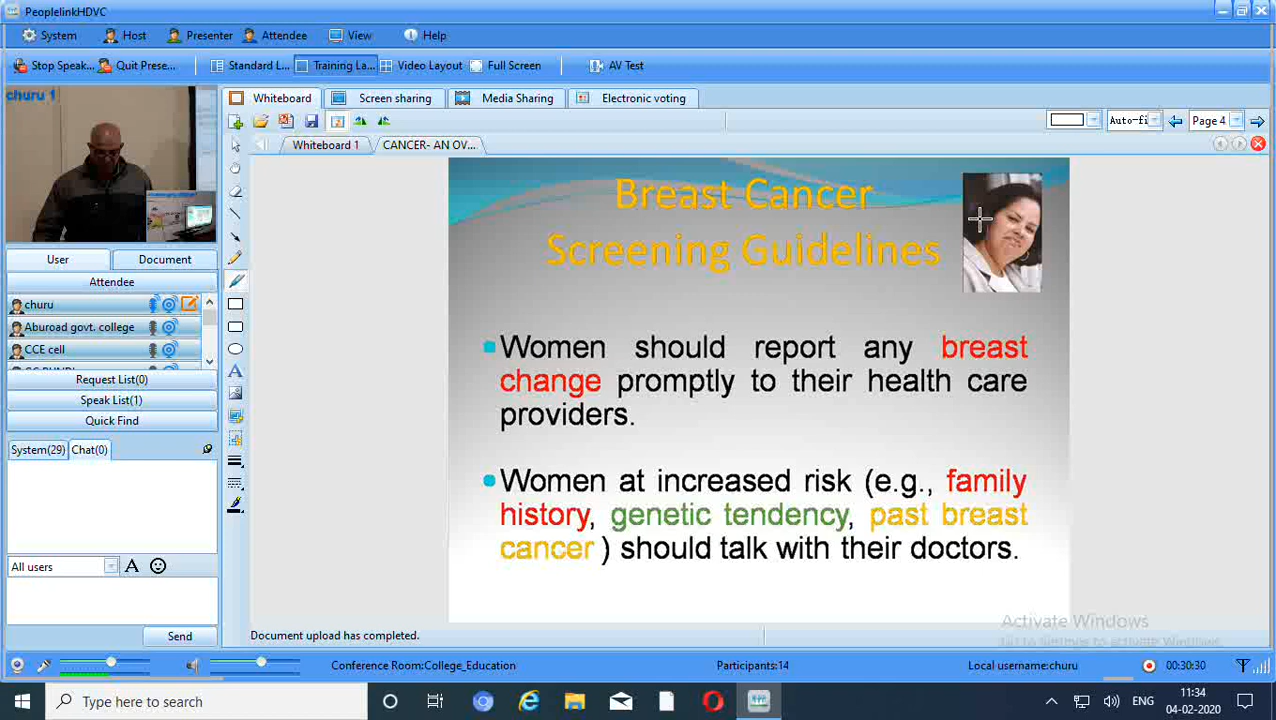 PeoplelinkHDVC
System Host Presenter Attendee View Help
Stop Speak... Quit Prese... Standard L... Training La... Video Layout Full Screen AV Test
churu 1
Whiteboard Screen sharing Media Sharing Electronic voting
Auto-fi Page 4
Whiteboard 1 CANCER- AN OV...
Breast Cancer
Screening Guidelines
Women should report any breast
change promptly to their health care
providers.
Women at increased risk (e.g., family
history, genetic tendency, past breast
cancer ) should talk with their doctors.
User Document
Attendee
churu
Aburoad govt. college
CCE cell
Request List(0)
Speak List(1)
Quick Find
System(29) Chat(0)
All users A
Send
Document upload has completed.
Activate Windows
Go to Settings to activate Windows.
Conference Room:College_Education Participants:14 Local username:churu 00:30:30
Type here to search
ENG
11:34
04-02-2020